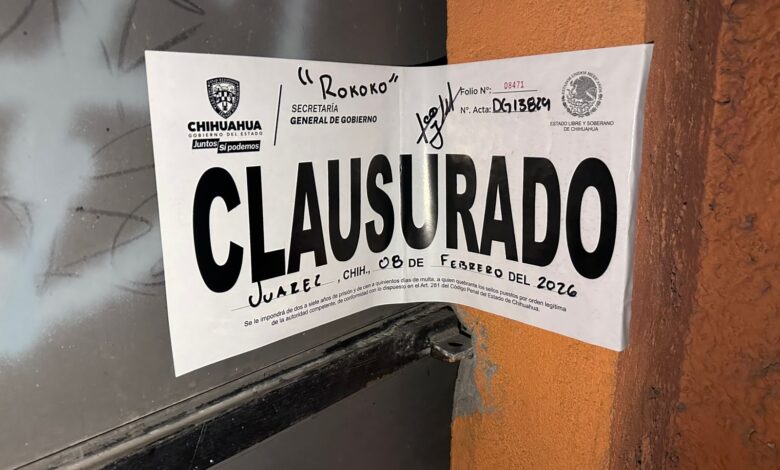 "ROKOKO"
CHIHUAHUA
GOBIERNO DEL ESTADO
Juntos Sí podemos
SECRETARÍA
GENERAL DE GOBIERNO
Folio N°: 08471
N°. Acta: DG13824
ESTADOS UNIDOS MEXICANOS
ESTADO LIBRE Y SOBERANO
DE CHIHUAHUA
CLAUSURADO
JUAREZ, CHIH., 08 DE FEBRERO DEL 2026
Se le impondrá de dos a siete años de prisión y de cien a quinientos días de multa, a quien quebrante los sellos puestos por orden legítima
de la autoridad competente, de conformidad con lo dispuesto en el Art. 281 del Código Penal del Estado de Chihuahua.